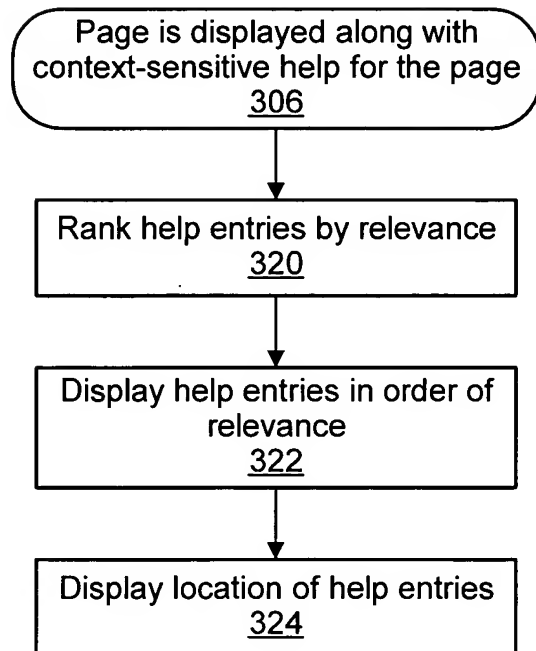 Page is displayed along with
context-sensitive help for the page
306
Rank help entries by relevance
320
Display help entries in order of
relevance
322
Display location of help entries
324